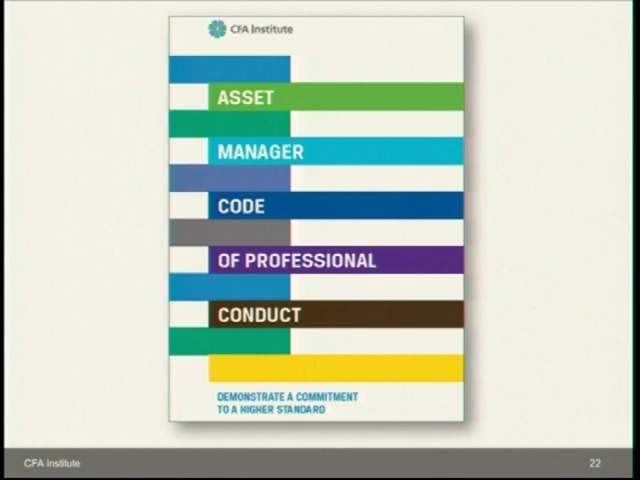 CFA Institute
ASSET
MANAGER
CODE
OF PROFESSIONAL
CONDUCT
DEMONSTRATE A COMMITMENT
TO A HIGHER STANDARD
CFA Institute
22